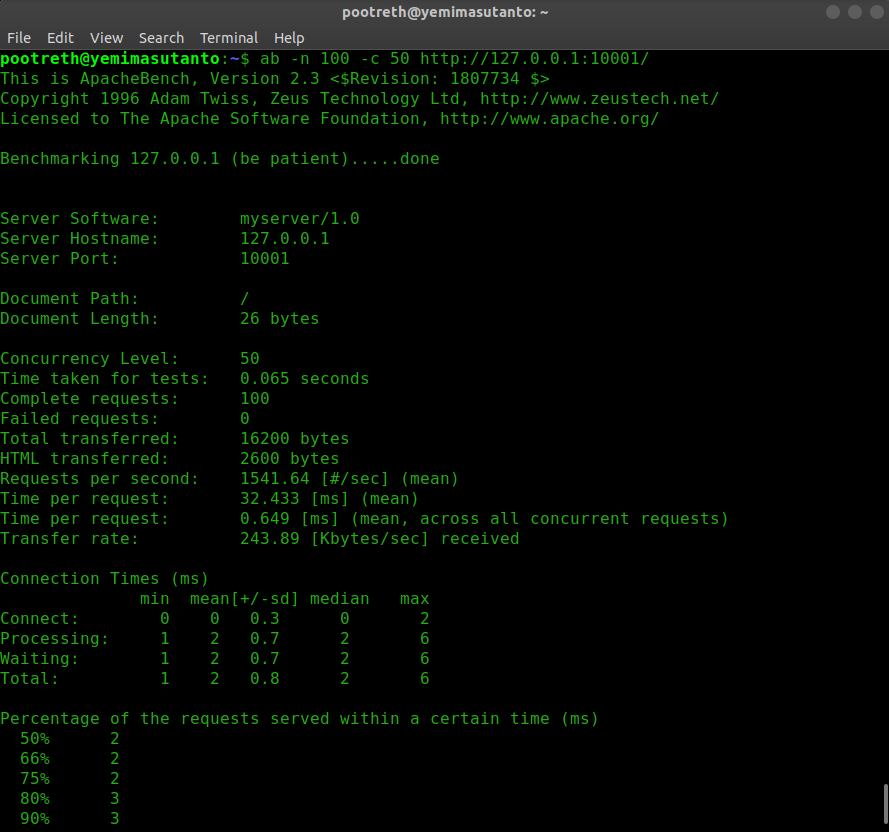 pootreth@yemimasutanto: ~
File Edit View Search Terminal Help
pootreth@yemimasutanto:~$ ab -n 100 -c 50 http://127.0.0.1:10001/
This is ApacheBench, Version 2.3 <$Revision: 1807734 $>
Copyright 1996 Adam Twiss, Zeus Technology Ltd, http://www.zeustech.net/
Licensed to The Apache Software Foundation, http://www.apache.org/

Benchmarking 127.0.0.1 (be patient).....done


Server Software:        myserver/1.0
Server Hostname:        127.0.0.1
Server Port:            10001

Document Path:          /
Document Length:        26 bytes

Concurrency Level:      50
Time taken for tests:   0.065 seconds
Complete requests:      100
Failed requests:        0
Total transferred:      16200 bytes
HTML transferred:       2600 bytes
Requests per second:    1541.64 [#/sec] (mean)
Time per request:       32.433 [ms] (mean)
Time per request:       0.649 [ms] (mean, across all concurrent requests)
Transfer rate:          243.89 [Kbytes/sec] received

Connection Times (ms)
              min  mean[+/-sd] median   max
Connect:        0    0   0.3      0       2
Processing:     1    2   0.7      2       6
Waiting:        1    2   0.7      2       6
Total:          1    2   0.8      2       6

Percentage of the requests served within a certain time (ms)
  50%      2
  66%      2
  75%      2
  80%      3
  90%      3